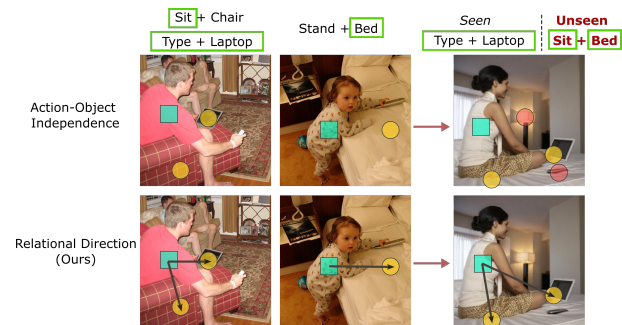 Sit + Chair
Type + Laptop
Stand + Bed
Seen
Type + Laptop
Unseen
Sit + Bed
Action-Object
Independence
Relational Direction
(Ours)